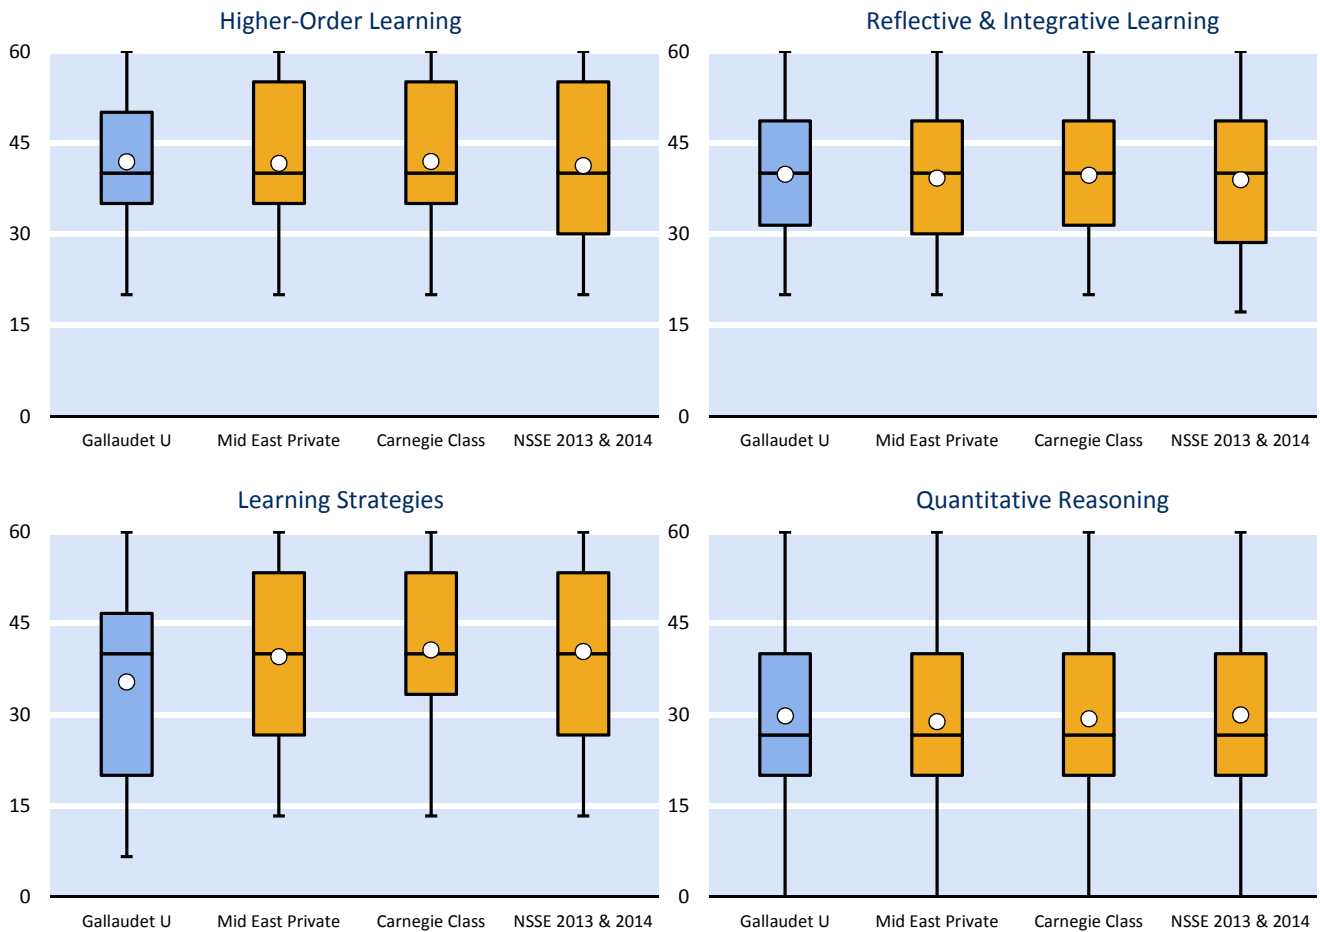 Higher-Order Learning
60
45
30
15
0
Gallaudet U Mid East Private Carnegie Class NSSE 2013 & 2014
Reflective & Integrative Learning
60
45
30
15
0
Gallaudet U Mid East Private Carnegie Class NSSE 2013 & 2014
Learning Strategies
60
45
30
15
0
Gallaudet U Mid East Private Carnegie Class NSSE 2013 & 2014
Quantitative Reasoning
60
45
30
15
0
Gallaudet U Mid East Private Carnegie Class NSSE 2013 & 2014